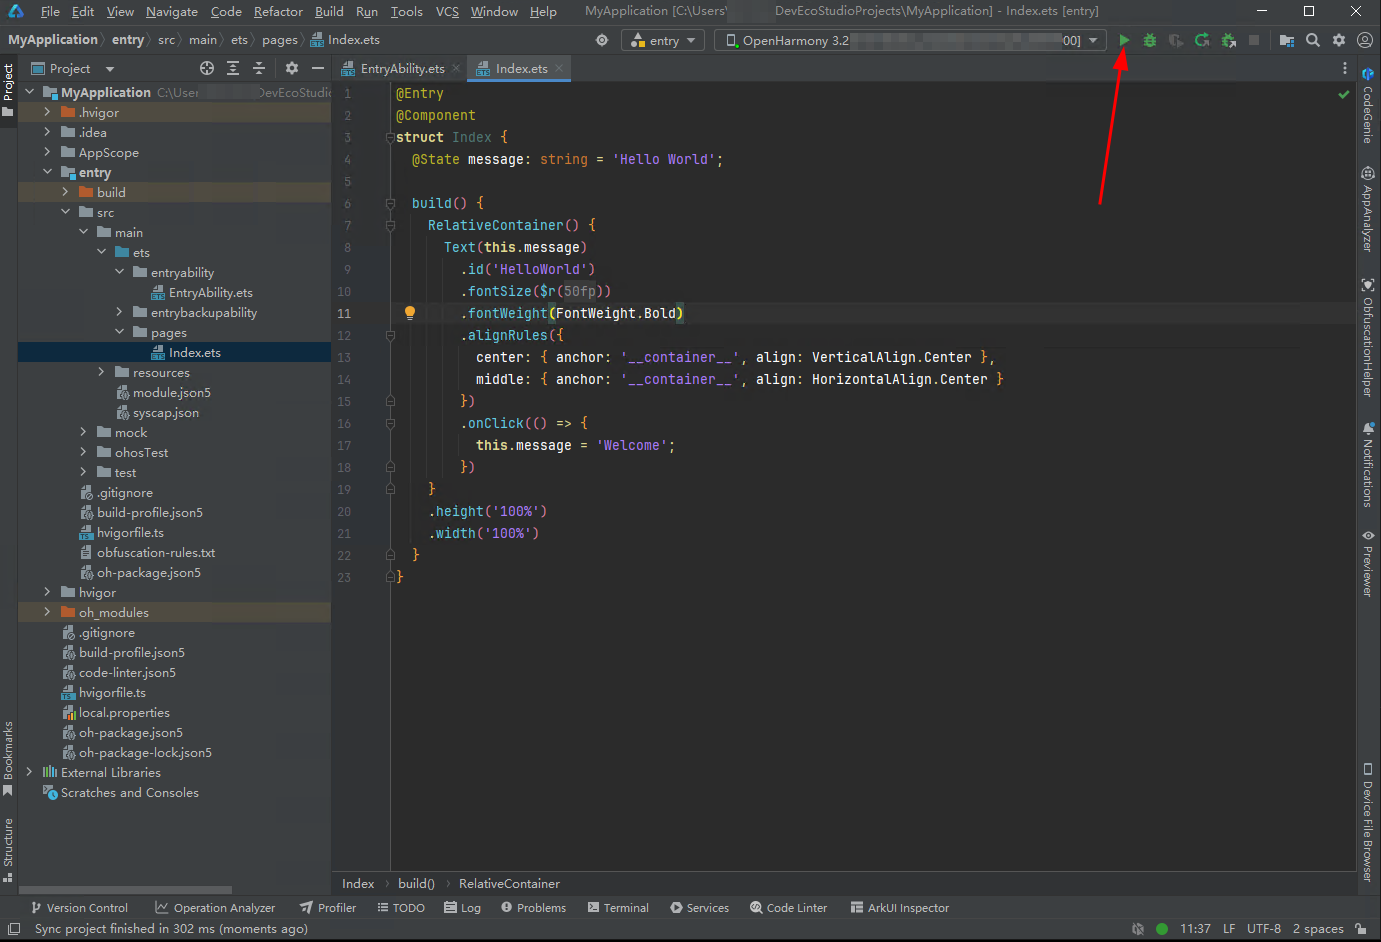 File Edit View Navigate Code Refactor Build Run Tools VCS Window Help MyApplication [C:\Users\ DevEcoStudioProjects\MyApplication] - Index.ets [entry]
MyApplication entry src main ets pages Index.ets entry OpenHarmony 3.2 00]
Project
EntryAbility.ets Index.ets
MyApplication C:\User DevEcoStudio
.hvigor
.idea
AppScope
entry
build
src
main
ets
entryability
EntryAbility.ets
entrybackupability
pages
Index.ets
resources
module.json5
syscap.json
mock
ohosTest
test
.gitignore
build-profile.json5
hvigorfile.ts
obfuscation-rules.txt
oh-package.json5
hvigor
oh_modules
.gitignore
build-profile.json5
code-linter.json5
hvigorfile.ts
local.properties
oh-package.json5
oh-package-lock.json5
External Libraries
Scratches and Consoles
1 @Entry
2 @Component
3 struct Index {
4 @State message: string = 'Hello World';
5
6 build() {
7 RelativeContainer() {
8 Text(this.message)
9 .id('HelloWorld')
10 .fontSize($r(50fp))
11 .fontWeight(FontWeight.Bold)
12 .alignRules({
13 center: { anchor: '__container__', align: VerticalAlign.Center },
14 middle: { anchor: '__container__', align: HorizontalAlign.Center }
15 })
16 .onClick(() => {
17 this.message = 'Welcome';
18 })
19 }
20 .height('100%')
21 .width('100%')
22 }
23 }
Project
Bookmarks
Structure
CodeGenie
AppAnalyzer
ObfuscationHelper
Notifications
Previewer
Device File Browser
Index build() RelativeContainer
Version Control Operation Analyzer Profiler TODO Log Problems Terminal Services Code Linter ArkUI Inspector
Sync project finished in 302 ms (moments ago) 11:37 LF UTF-8 2 spaces